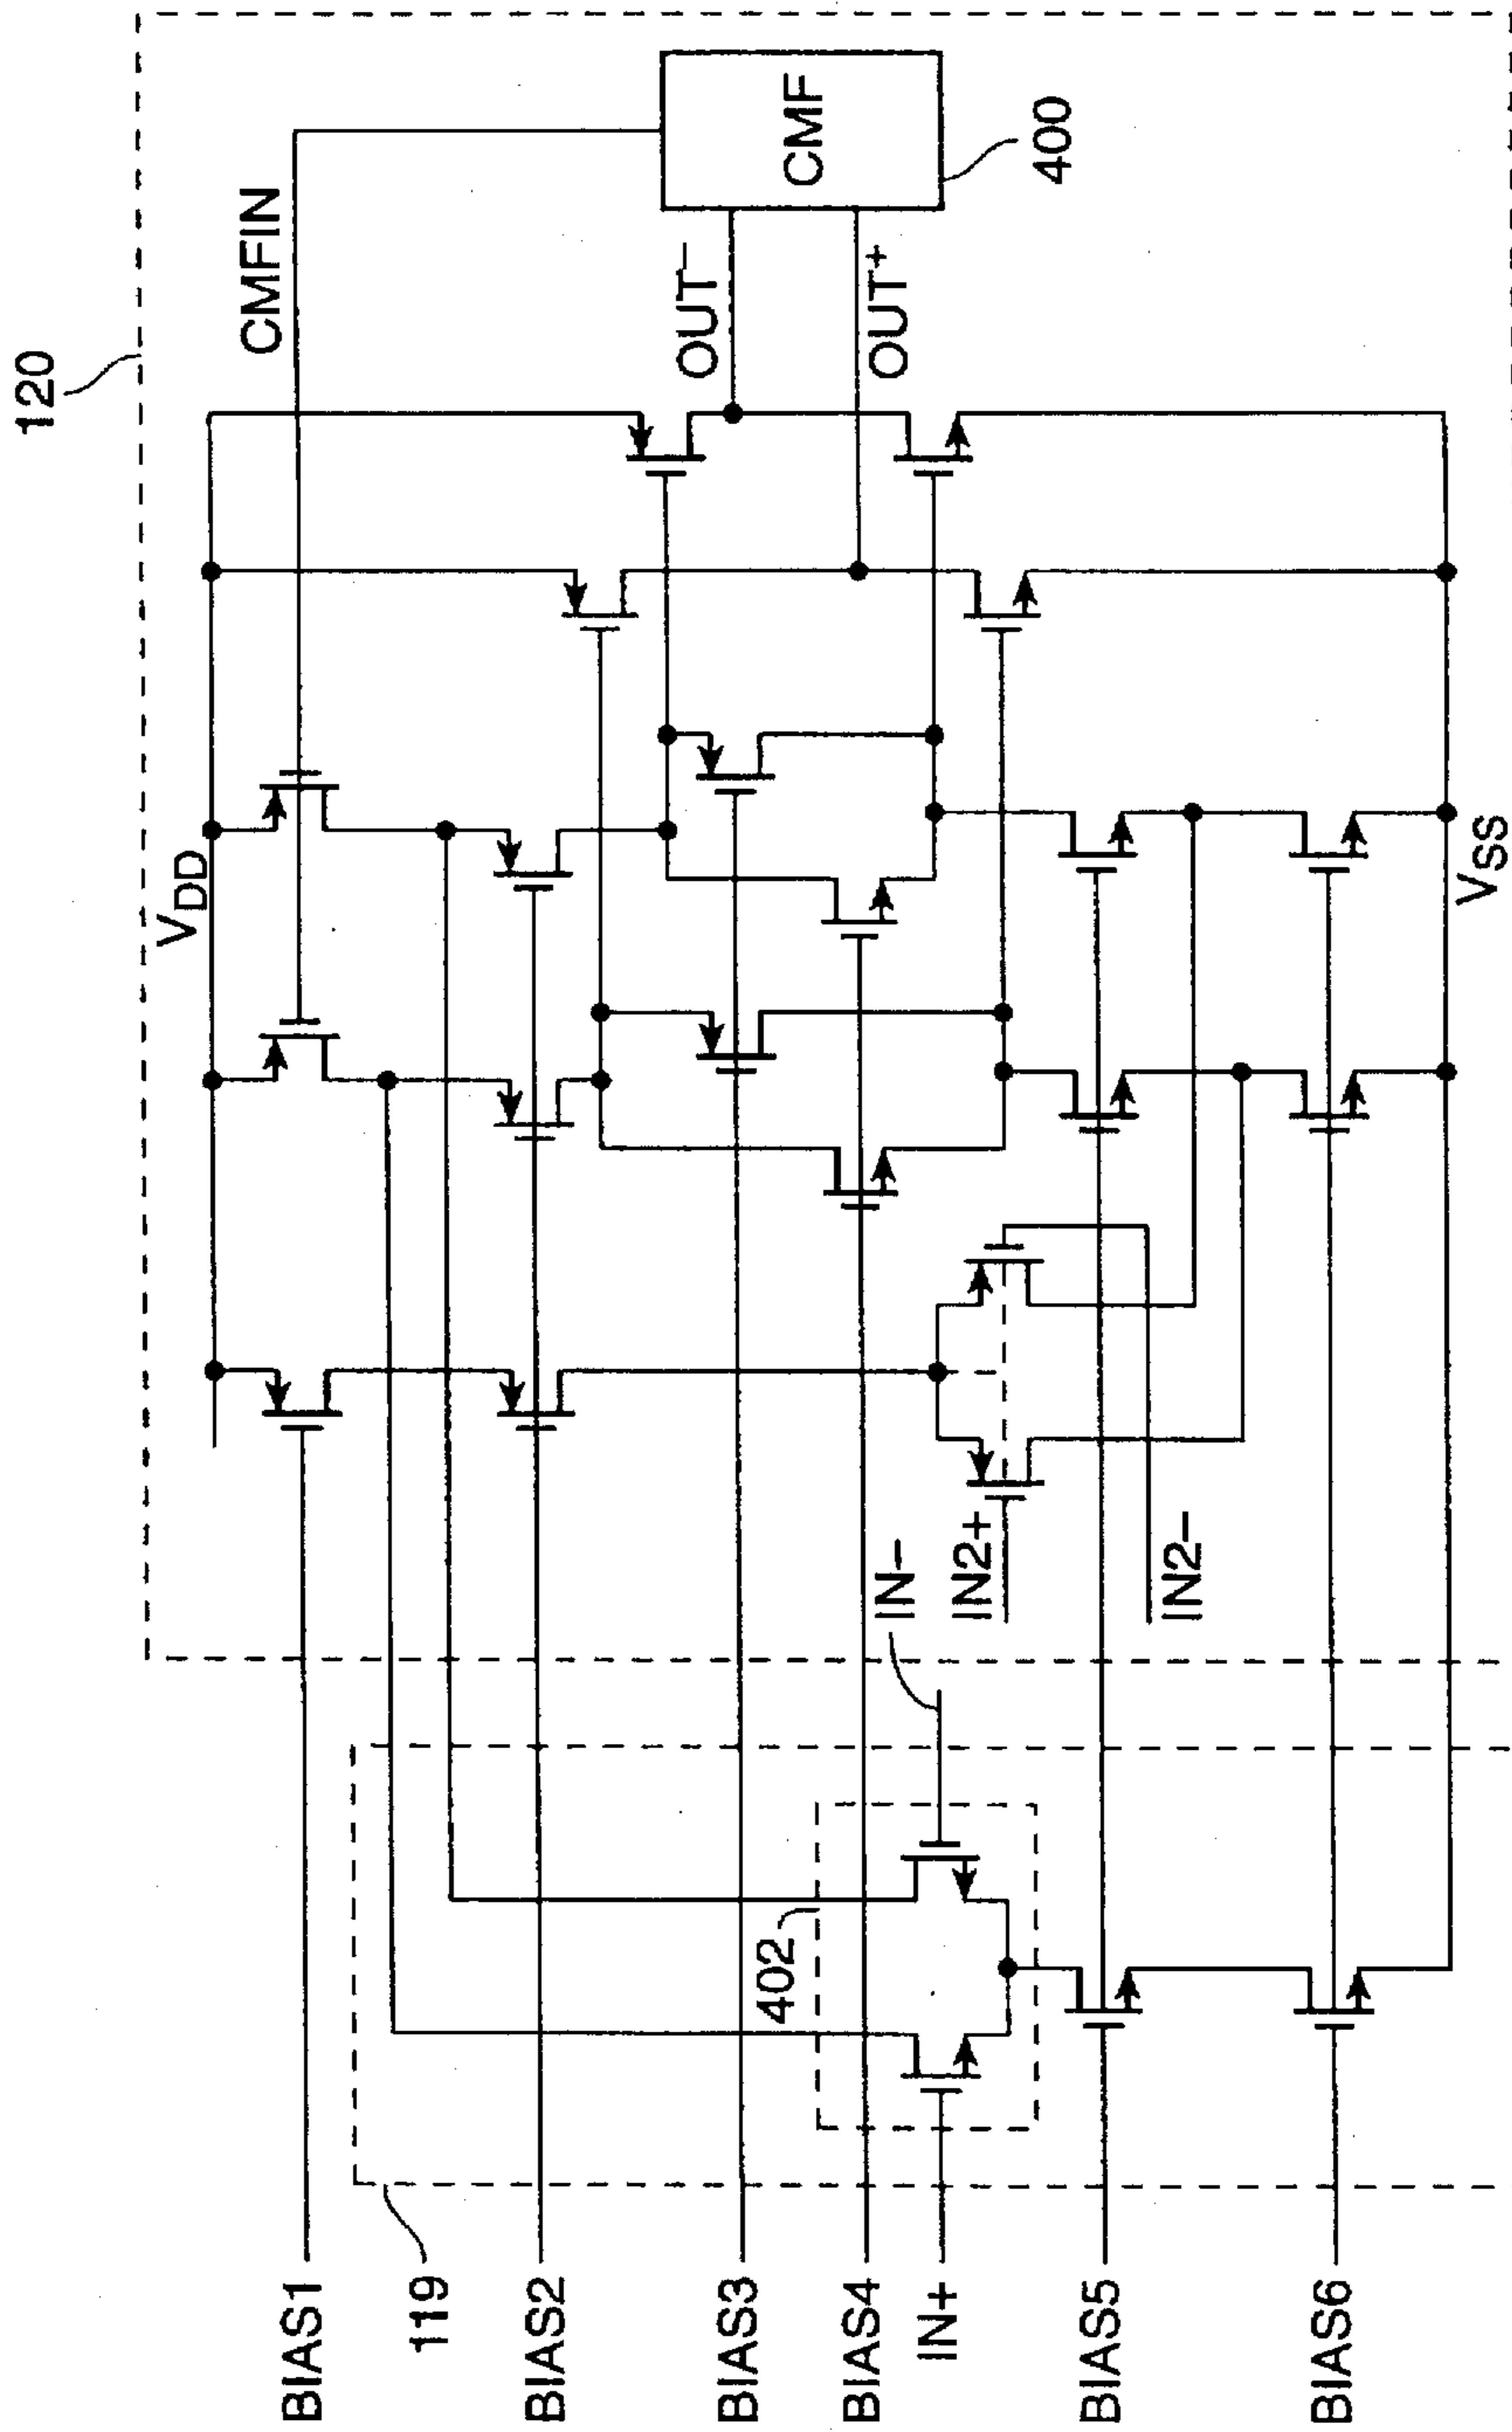 120
CMFIN
CMF
400
OUT–
OUT+
VDD
VSS
IN–
IN2+
IN2–
402
119
BIAS1
BIAS2
BIAS3
BIAS4
IN+
BIAS5
BIAS6